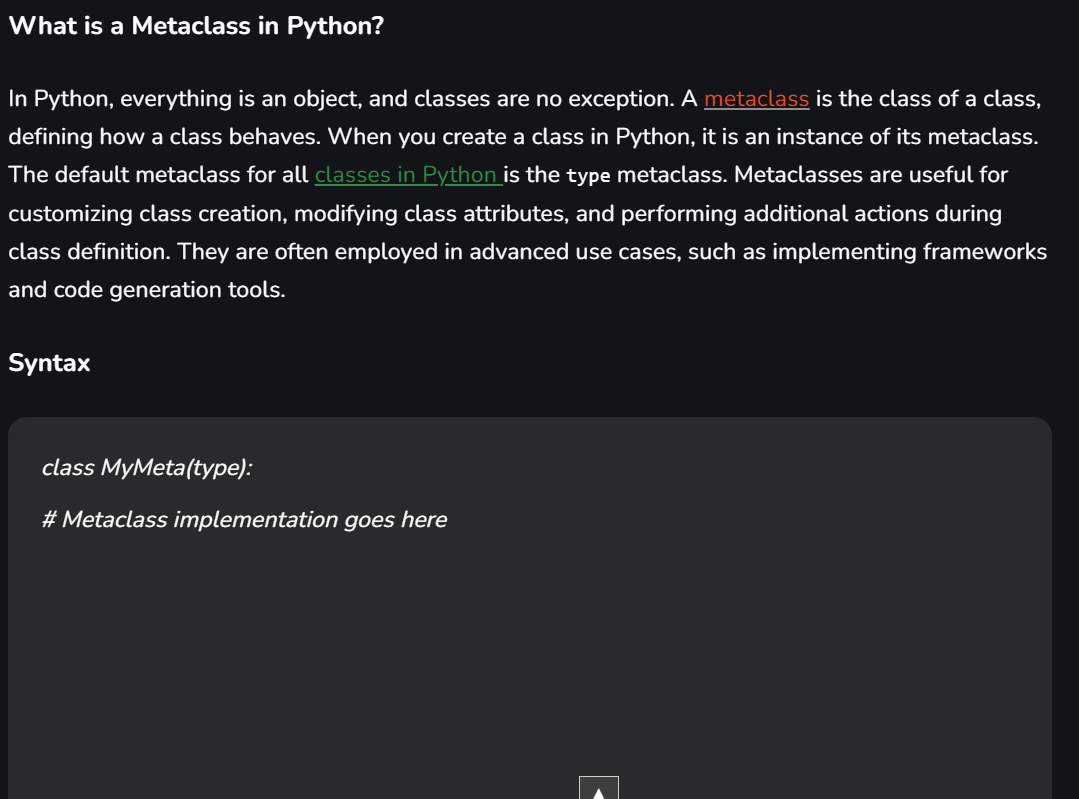 What is a Metaclass in Python?
In Python, everything is an object, and classes are no exception. A metaclass is the class of a class,
defining how a class behaves. When you create a class in Python, it is an instance of its metaclass.
The default metaclass for all classes in Python is the type metaclass. Metaclasses are useful for
customizing class creation, modifying class attributes, and performing additional actions during
class definition. They are often employed in advanced use cases, such as implementing frameworks
and code generation tools.
Syntax
class MyMeta(type):
# Metaclass implementation goes here